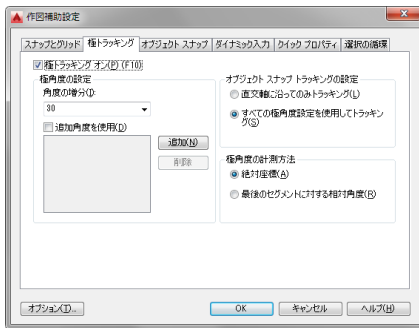 作図補助設定
スナップとグリッド 極トラッキング オブジェクト スナップ ダイナミック入力 クイック プロパティ 選択の循環
極トラッキング オン(P) (F10)
極角度の設定
角度の増分(I):
30
追加角度を使用(D)
追加(N)
削除
オブジェクト スナップ トラッキングの設定
直交軸に沿ってのみトラッキング(L)
すべての極角度設定を使用してトラッキン
グ(S)
極角度の計測方法
絶対座標(A)
最後のセグメントに対する相対角度(R)
オプション(T)...
OK
キャンセル
ヘルプ(H)